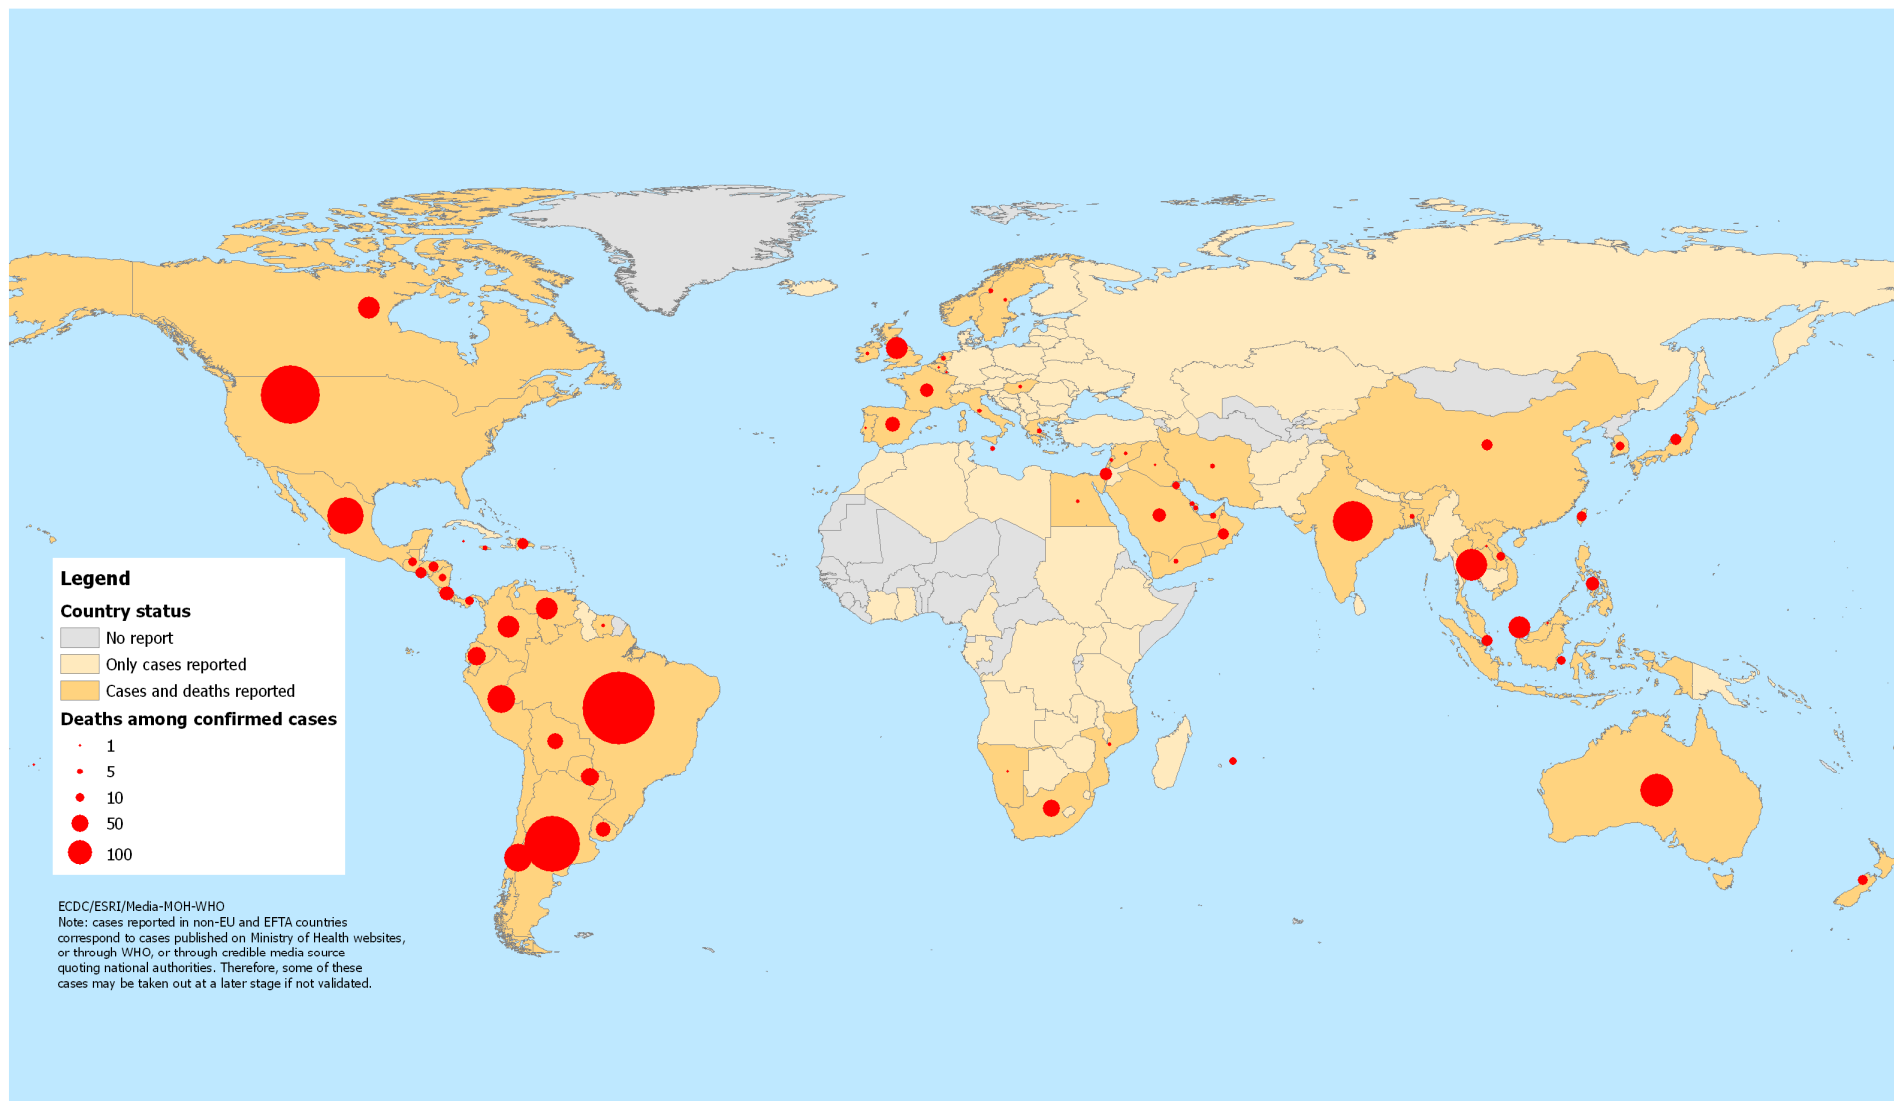 Legend
Country status
No report
Only cases reported
Cases and deaths reported
Deaths among confirmed cases
1
5
10
50
100
ECDC/ESRI/Media-MOH-WHO
Note: cases reported in non-EU and EFTA countries
correspond to cases published on Ministry of Health websites,
or through WHO, or through credible media source
quoting national authorities. Therefore, some of these
cases may be taken out at a later stage if not validated.